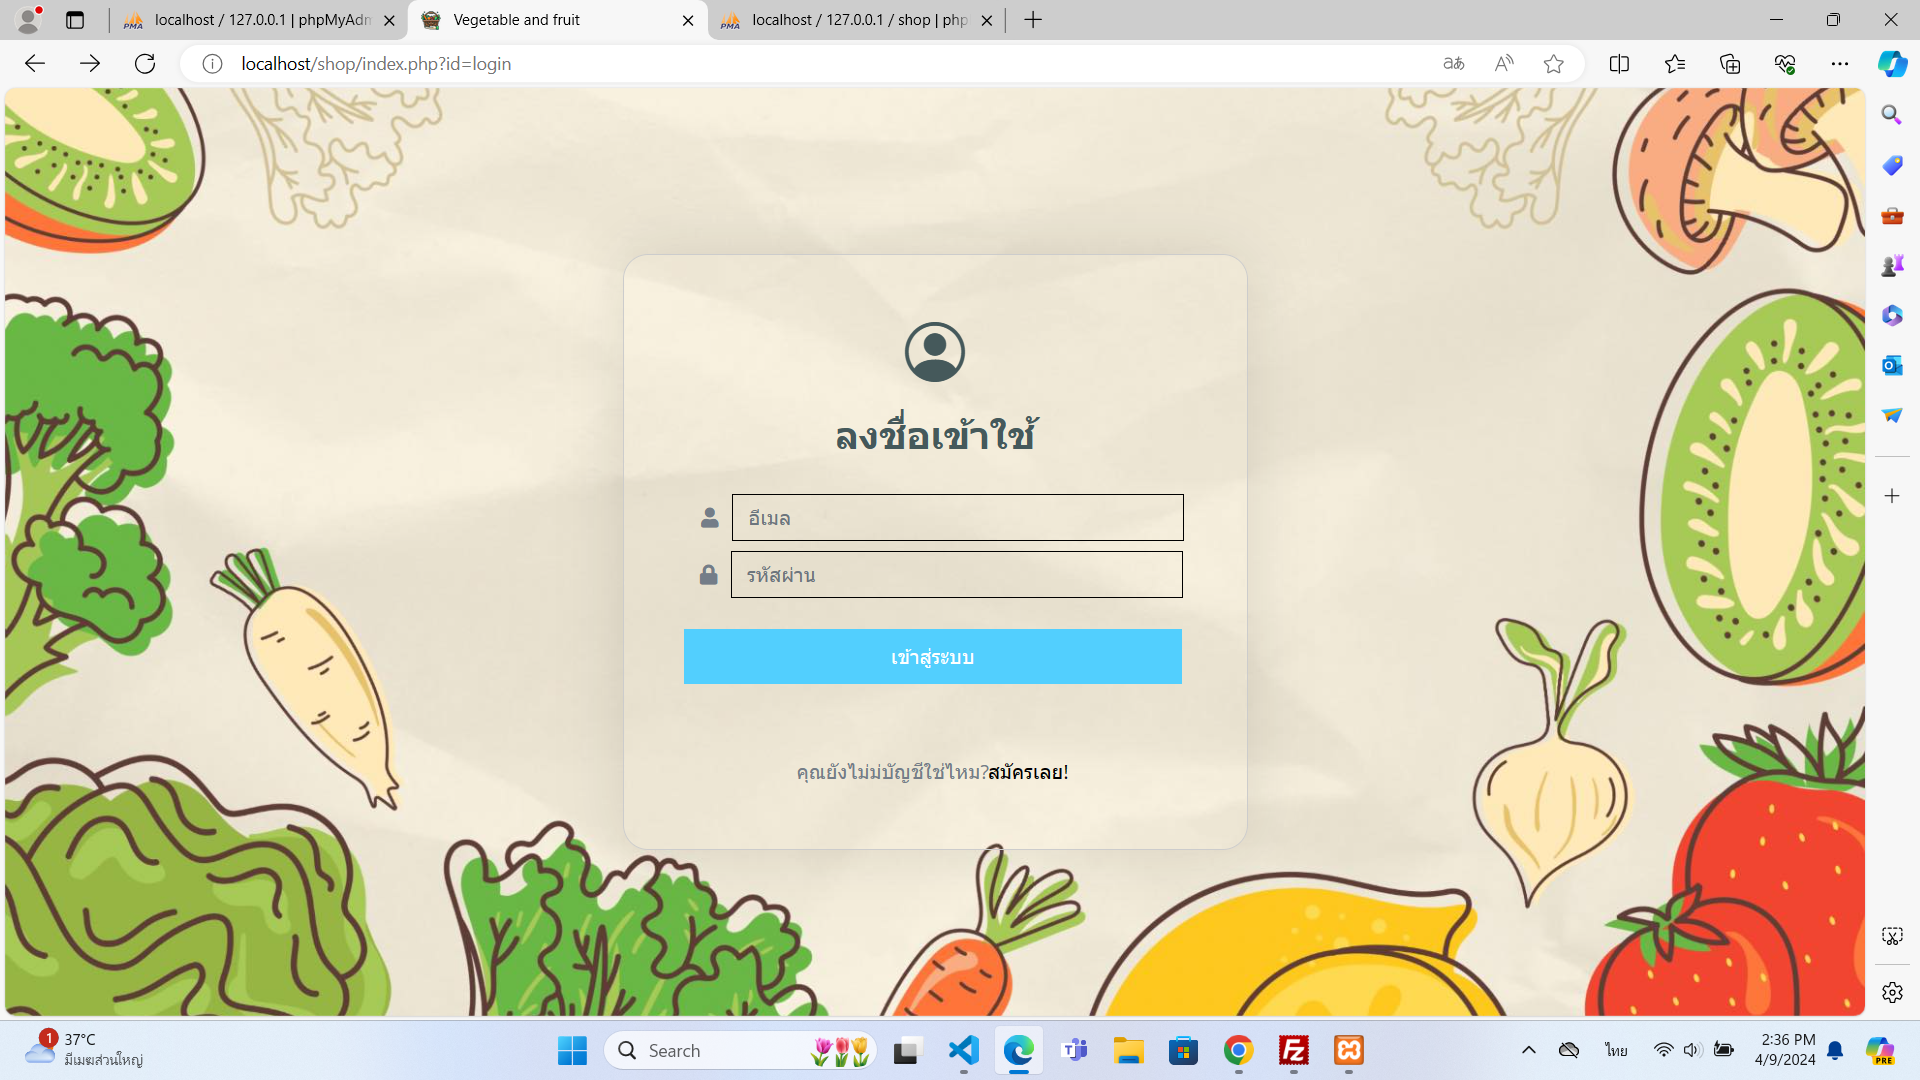 localhost / 127.0.0.1 | phpMyAdm
Vegetable and fruit
localhost / 127.0.0.1 / shop | php
localhost/shop/index.php?id=login
ลงชื่อเข้าใช้
อีเมล
รหัสผ่าน
เข้าสู่ระบบ
คุณยังไม่ม่บัญชีใช่ไหม?สมัครเลย!
1
37°C
มีเมฆส่วนใหญ่
Search
ไทย
2:36 PM
4/9/2024
PRE